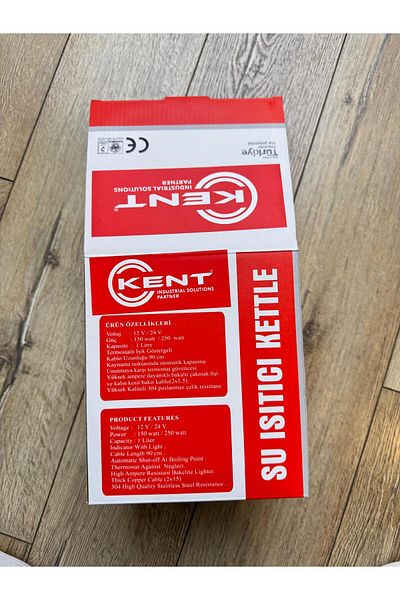 Türkiye
Discover
the potential
CE
KENT®
INDUSTRIAL SOLUTIONS
PARTNER
KENT®
INDUSTRIAL SOLUTIONS
PARTNER
ÜRÜN ÖZELLİKLERİ
Voltaj : 12 V / 24 V
Güç : 150 watt / 250 watt
Kapasite : 1 Litre
Termostatlı Işık Göstergeli
Kablo Uzunluğu 90 cm
Kaynama noktasında otomatik kapanma
Unutmaya karşı termostat güvencesi
Yüksek ampere dayanıklı bakalit çakmak fişi
ve kalın kesit bakır kablo(2x1.5)
Yüksek Kaliteli 304 paslanmaz çelik rezistans
PRODUCT FEATURES
Voltage : 12 V / 24 V
Power : 150 watt / 250 watt
Capacity : 1 Liter
Indicator With Light .
Cable Length 90 cm .
Automatic Shut-off At Boiling Point .
Thermostat Against Neglect.
High Ampere Resistant Bakelite Lighter.
Thick Copper Cable (2x15)
304 High Quality Stainless Steel Resistance .
SU ISITICI KETTLE